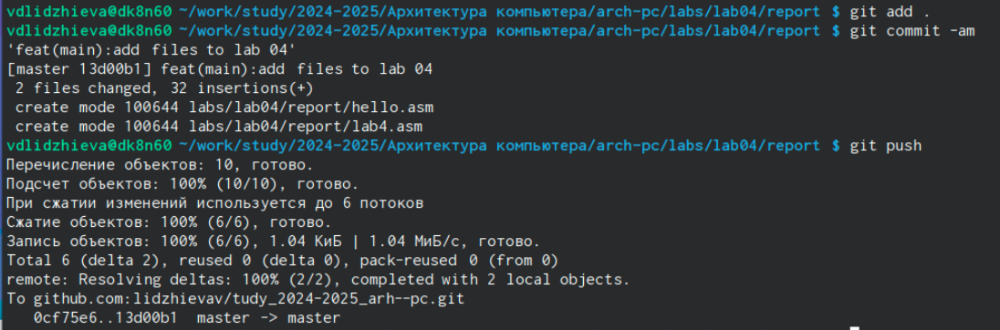 vdlidzhieva@dk8n60 ~/work/study/2024-2025/Архитектура компьютера/arch-pc/labs/lab04/report $ git add .
vdlidzhieva@dk8n60 ~/work/study/2024-2025/Архитектура компьютера/arch-pc/labs/lab04/report $ git commit -am
'feat(main):add files to lab 04'
[master 13d00b1] feat(main):add files to lab 04
 2 files changed, 32 insertions(+)
 create mode 100644 labs/lab04/report/hello.asm
 create mode 100644 labs/lab04/report/lab4.asm
vdlidzhieva@dk8n60 ~/work/study/2024-2025/Архитектура компьютера/arch-pc/labs/lab04/report $ git push
Перечисление объектов: 10, готово.
Подсчет объектов: 100% (10/10), готово.
При сжатии изменений используется до 6 потоков
Сжатие объектов: 100% (6/6), готово.
Запись объектов: 100% (6/6), 1.04 КиБ | 1.04 МиБ/с, готово.
Total 6 (delta 2), reused 0 (delta 0), pack-reused 0 (from 0)
remote: Resolving deltas: 100% (2/2), completed with 2 local objects.
To github.com:lidzhievav/tudy_2024-2025_arh--pc.git
   0cf75e6..13d00b1  master -> master